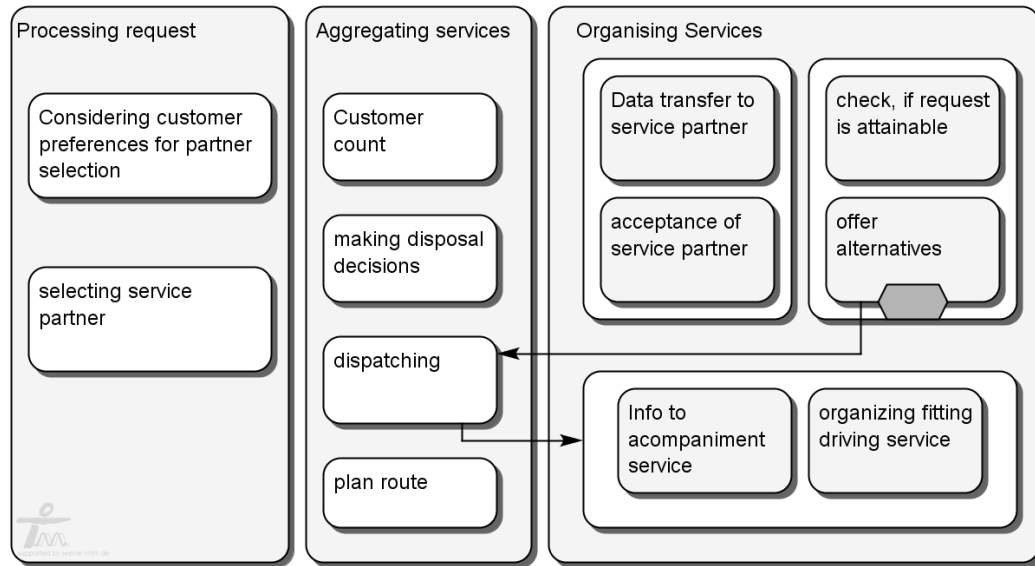 Processing request
Considering customer
preferences for partner
selection
selecting service
partner
Aggregating services
Customer
count
making disposal
decisions
dispatching
plan route
Organising Services
Data transfer to
service partner
acceptance of
service partner
check, if request
is attainable
offer
alternatives
Info to
acompaniment
service
organizing fitting
driving service
supported by